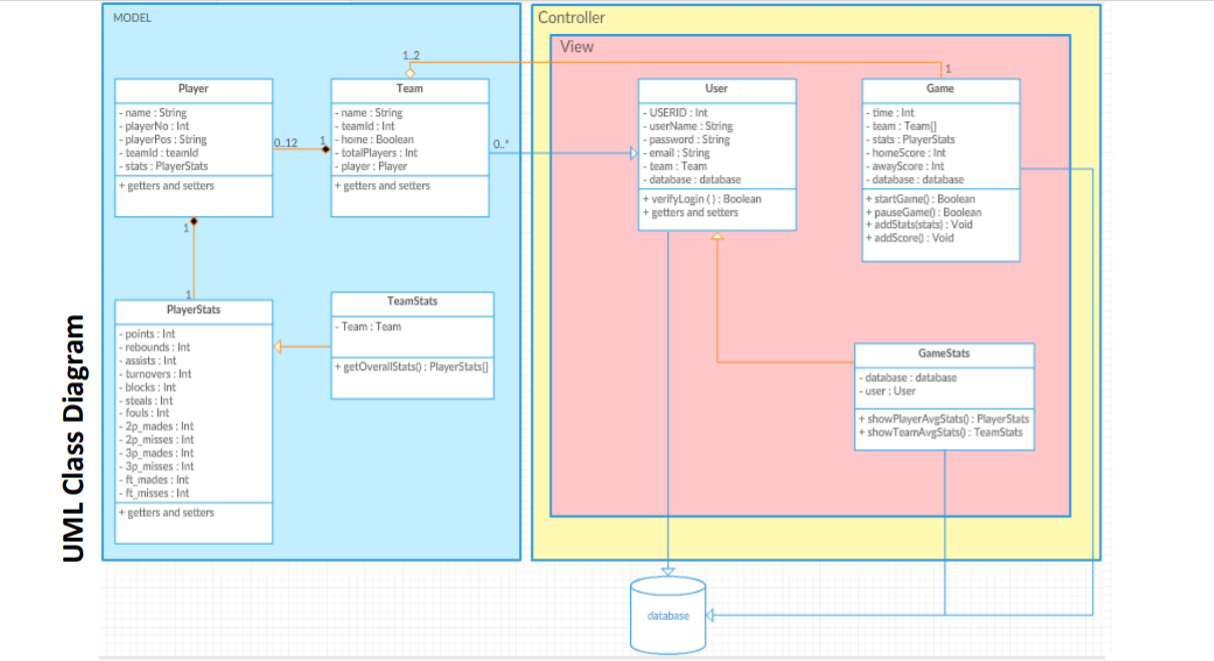 UML Class Diagram
MODEL
Player
- name : String
- playerNo : Int
- playerPos : String
- teamId : teamId
- stats : PlayerStats
+ getters and setters
0..12
1
1..2
Team
- name : String
- teamId : Int
- home : Boolean
- totalPlayers : Int
- player : Player
+ getters and setters
0..*
1
1
PlayerStats
- points : Int
- rebounds : Int
- assists : Int
- turnovers : Int
- blocks : Int
- steals : Int
- fouls : Int
- 2p_mades : Int
- 2p_misses : Int
- 3p_mades : Int
- 3p_misses : Int
- ft_mades : Int
- ft_misses : Int
+ getters and setters
TeamStats
- Team : Team
+ getOverallStats() : PlayerStats[]
Controller
View
User
- USERID : Int
- userName : String
- password : String
- email : String
- team : Team
- database : database
+ verifyLogin ( ) : Boolean
+ getters and setters
1
Game
- time : Int
- team : Team[]
- stats : PlayerStats
- homeScore : Int
- awayScore : Int
- database : database
+ startGame() : Boolean
+ pauseGame() : Boolean
+ addStats(stats) : Void
+ addScore() : Void
GameStats
- database : database
- user : User
+ showPlayerAvgStats() : PlayerStats
+ showTeamAvgStats() : TeamStats
database